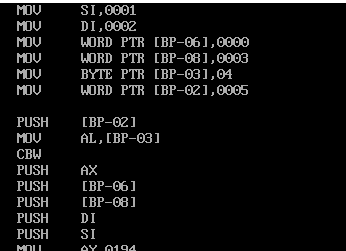 MOV SI,0001
MOV DI,0002
MOV WORD PTR [BP-06],0000
MOV WORD PTR [BP-08],0003
MOV BYTE PTR [BP-03],04
MOV WORD PTR [BP-02],0005
PUSH [BP-02]
MOV AL,[BP-03]
CBW
PUSH AX
PUSH [BP-06]
PUSH [BP-08]
PUSH DI
PUSH SI
MOV AX,0194